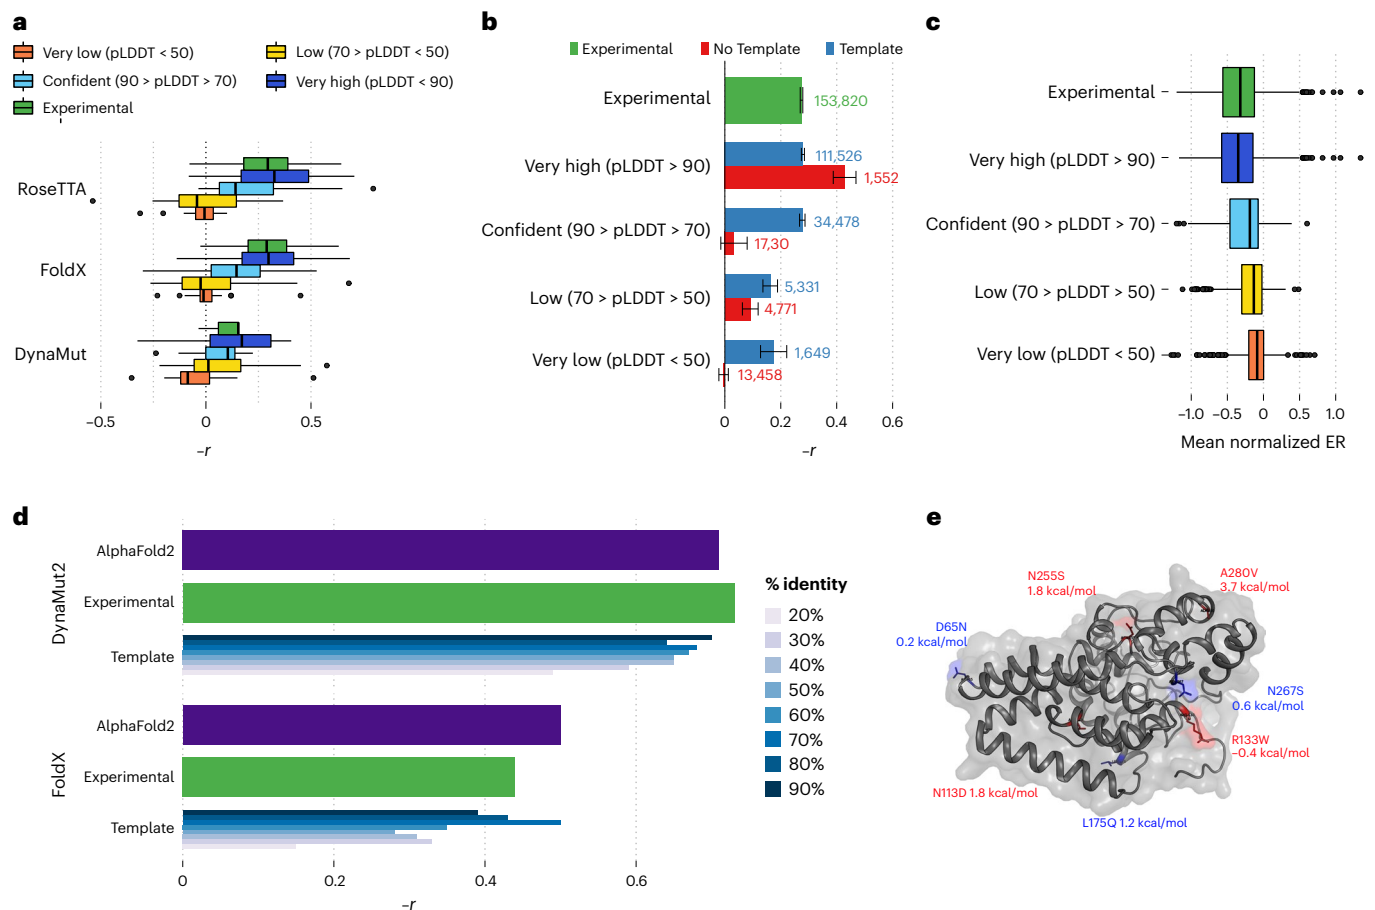 a
Very low (pLDDT < 50)
Low (70 > pLDDT < 50)
Confident (90 > pLDDT > 70)
Very high (pLDDT < 90)
Experimental
RoseTTA
FoldX
DynaMut
−0.5
0
0.5
−r
b
Experimental
No Template
Template
Experimental
153,820
Very high (pLDDT > 90)
111,526
1,552
Confident (90 > pLDDT > 70)
34,478
17,30
Low (70 > pLDDT > 50)
5,331
4,771
Very low (pLDDT < 50)
1,649
13,458
0
0.2
0.4
0.6
−r
c
Experimental
Very high (pLDDT > 90)
Confident (90 > pLDDT > 70)
Low (70 > pLDDT > 50)
Very low (pLDDT < 50)
−1.0
−0.5
0
0.5
1.0
Mean normalized ER
d
DynaMut2
AlphaFold2
Experimental
Template
FoldX
AlphaFold2
Experimental
Template
0
0.2
0.4
0.6
−r
% identity
20%
30%
40%
50%
60%
70%
80%
90%
e
N255S
1.8 kcal/mol
A280V
3.7 kcal/mol
D65N
0.2 kcal/mol
N267S
0.6 kcal/mol
R133W
−0.4 kcal/mol
N113D 1.8 kcal/mol
L175Q 1.2 kcal/mol